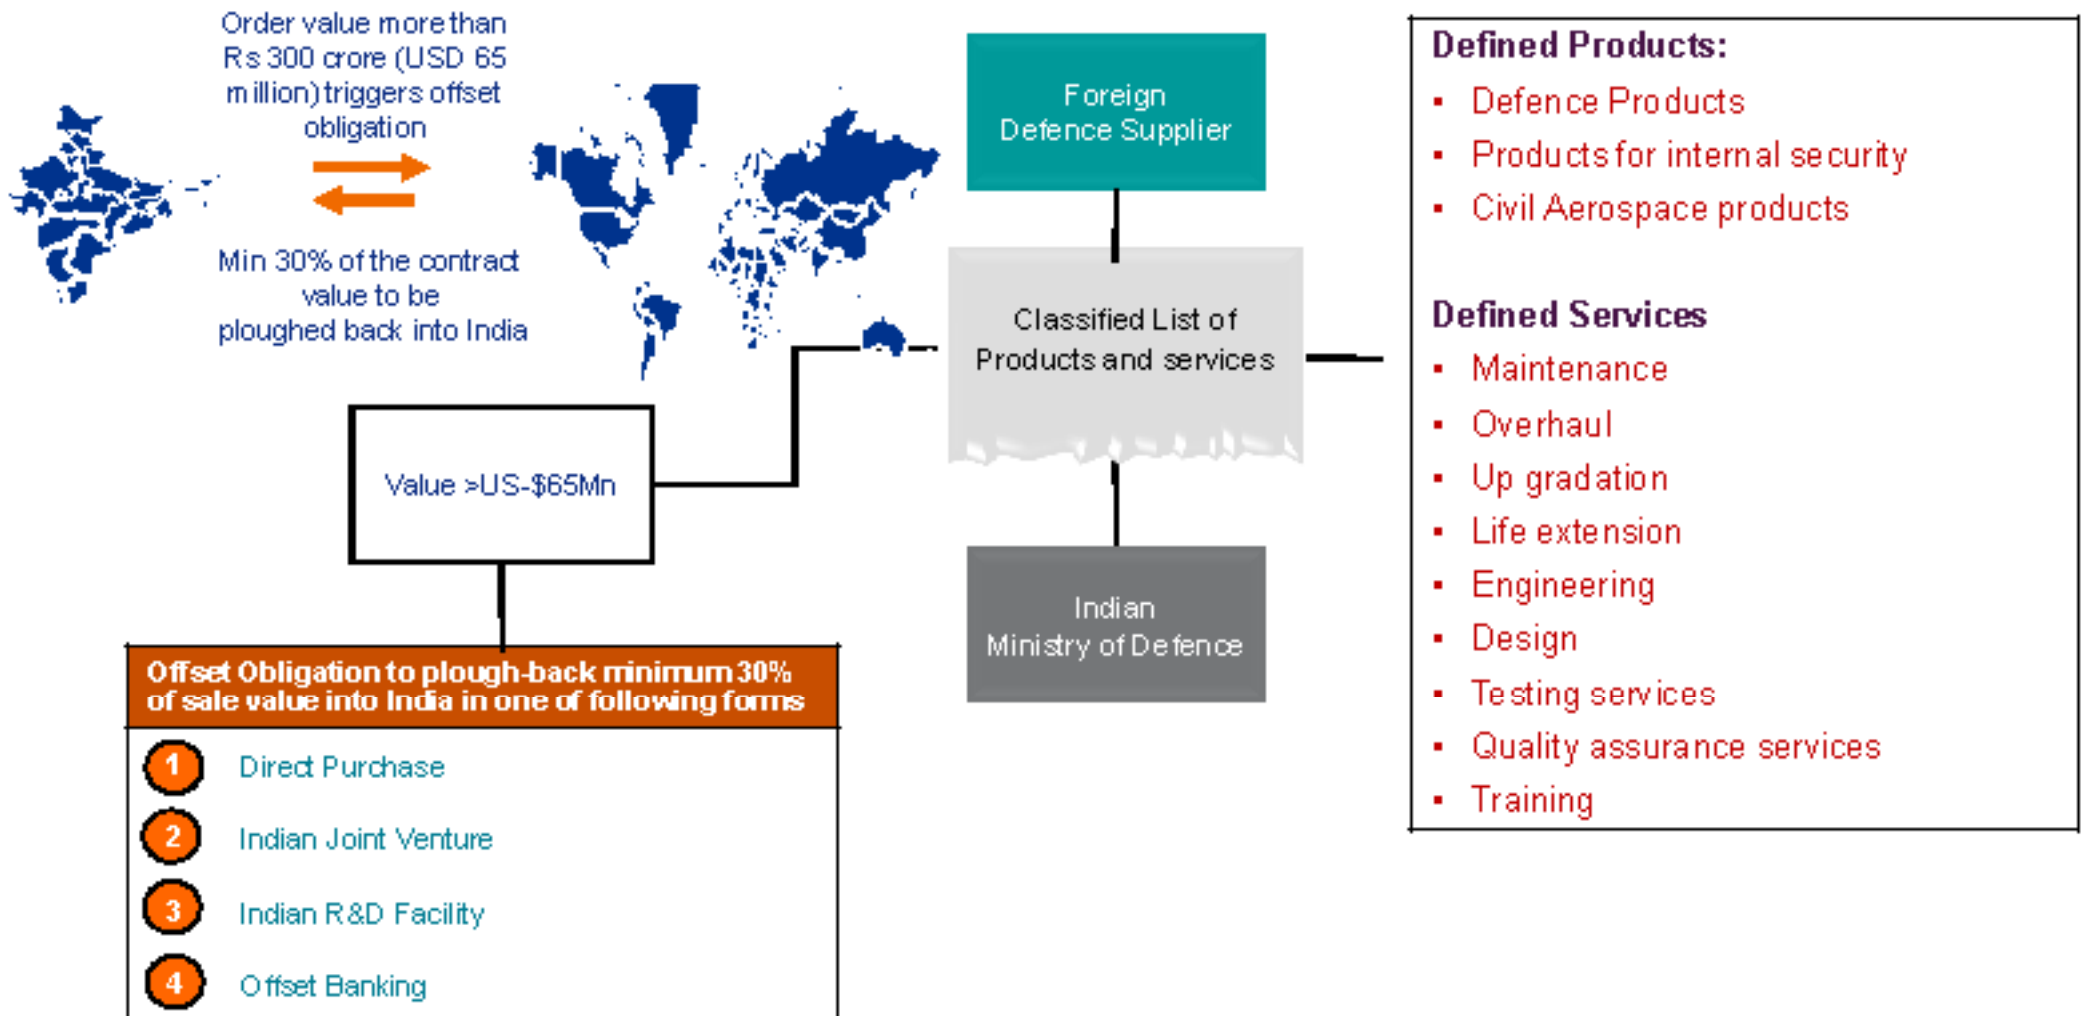 Order value more than
Rs 300 crore (USD 65
million) triggers offset
obligation
Min 30% of the contract
value to be
ploughed back into India
Foreign
Defence Supplier
Classified List of
Products and services
Indian
Ministry of Defence
Value >US-$65Mn
Offset Obligation to plough-back minimum 30%
of sale value into India in one of following forms
1 Direct Purchase
2 Indian Joint Venture
3 Indian R&D Facility
4 Offset Banking
Defined Products:
▪ Defence Products
▪ Products for internal security
▪ Civil Aerospace products
Defined Services
▪ Maintenance
▪ Overhaul
▪ Up gradation
▪ Life extension
▪ Engineering
▪ Design
▪ Testing services
▪ Quality assurance services
▪ Training